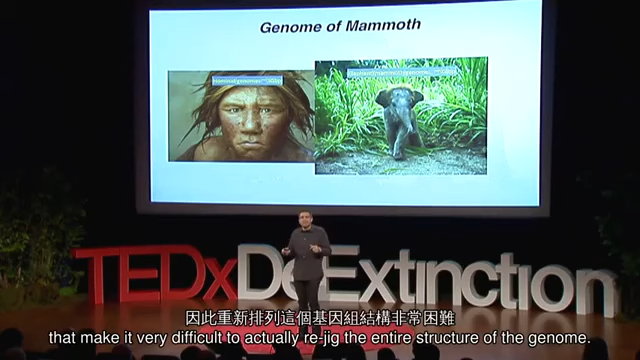 Genome of Mammoth
TEDxDeExtinction
因此重新排列這個基因組結構非常困難
that make it very difficult to actually re-jig the entire structure of the genome.